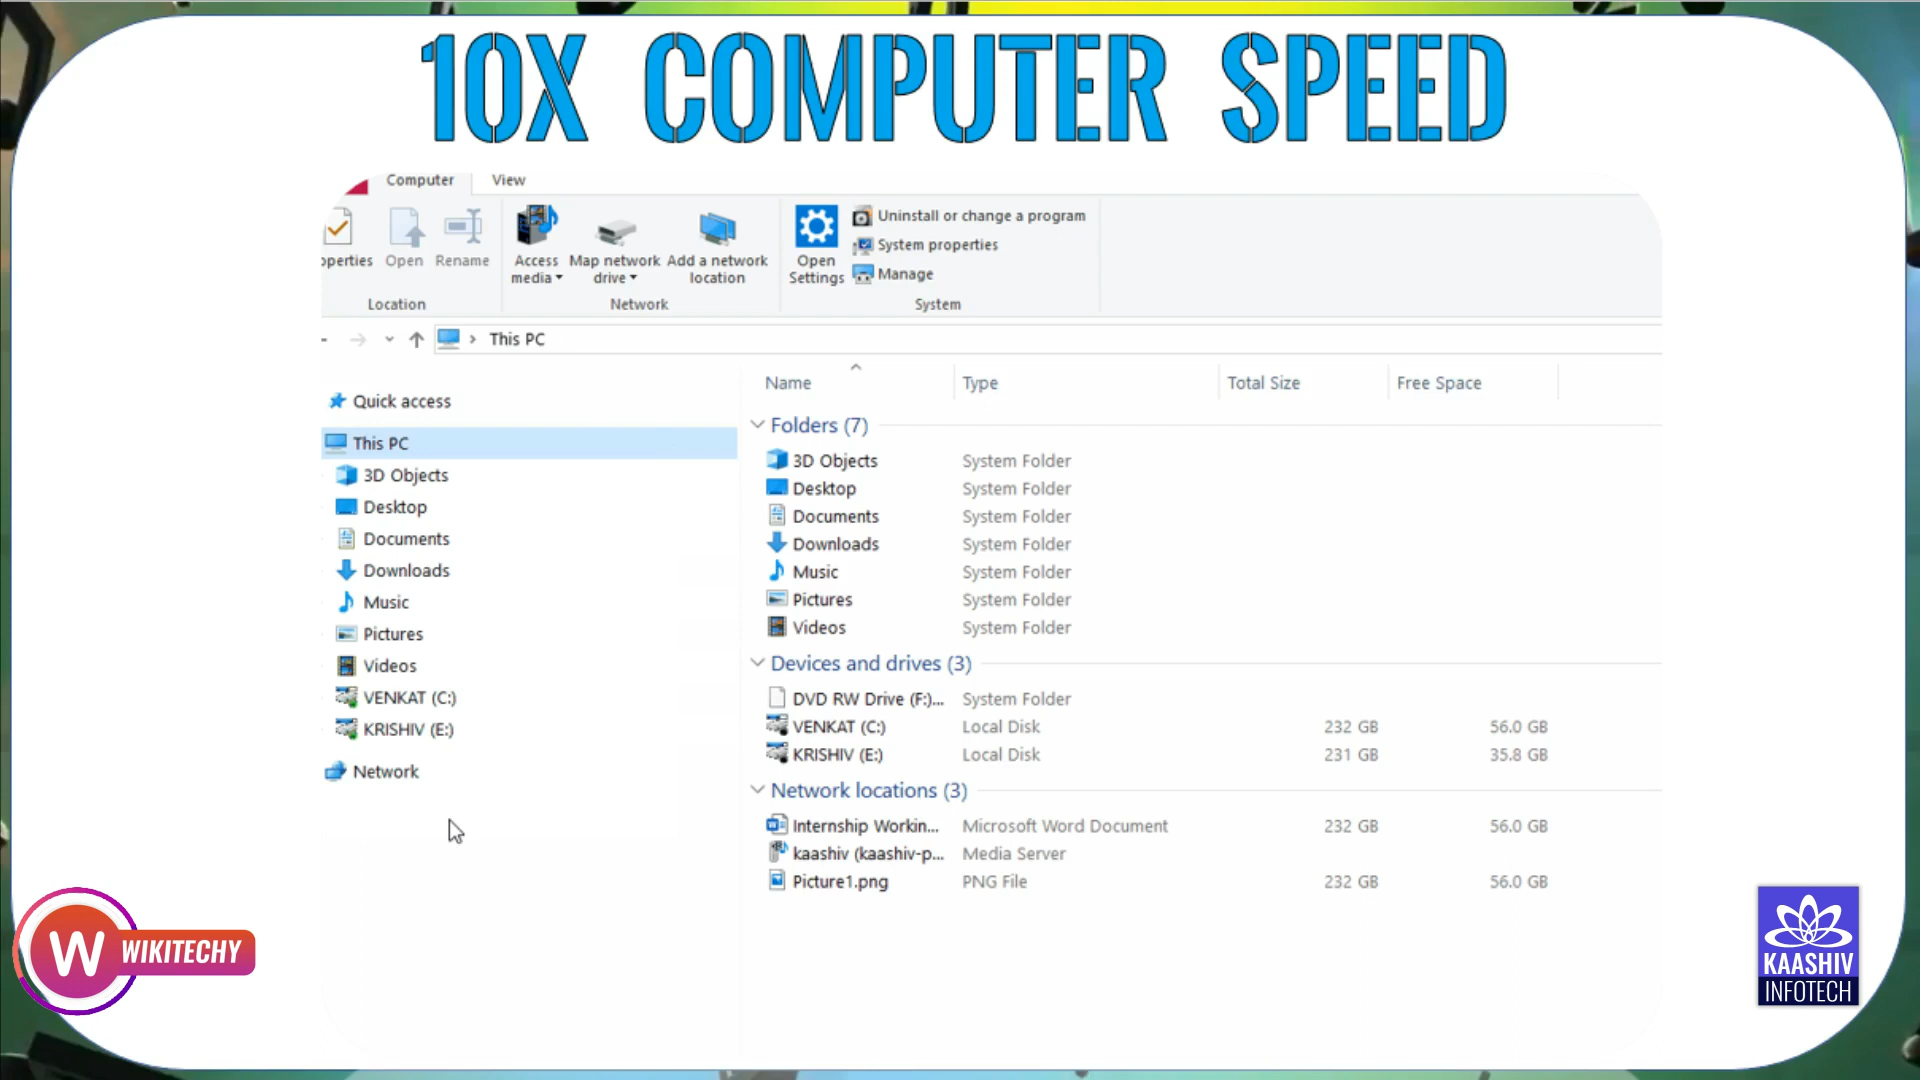 10X COMPUTER SPEED
Computer View
operties Open Rename
Access media Map network drive Add a network location
Open Settings
Uninstall or change a program
System properties
Manage
Location Network System
This PC
Name Type Total Size Free Space
Quick access
This PC
3D Objects
Desktop
Documents
Downloads
Music
Pictures
Videos
VENKAT (C:)
KRISHIV (E:)
Network
Folders (7)
3D Objects System Folder
Desktop System Folder
Documents System Folder
Downloads System Folder
Music System Folder
Pictures System Folder
Videos System Folder
Devices and drives (3)
DVD RW Drive (F:)... System Folder
VENKAT (C:) Local Disk 232 GB 56.0 GB
KRISHIV (E:) Local Disk 231 GB 35.8 GB
Network locations (3)
Internship Workin... Microsoft Word Document 232 GB 56.0 GB
kaashiv (kaashiv-p... Media Server
Picture1.png PNG File 232 GB 56.0 GB
W WIKITECHY
KAASHIV
INFOTECH